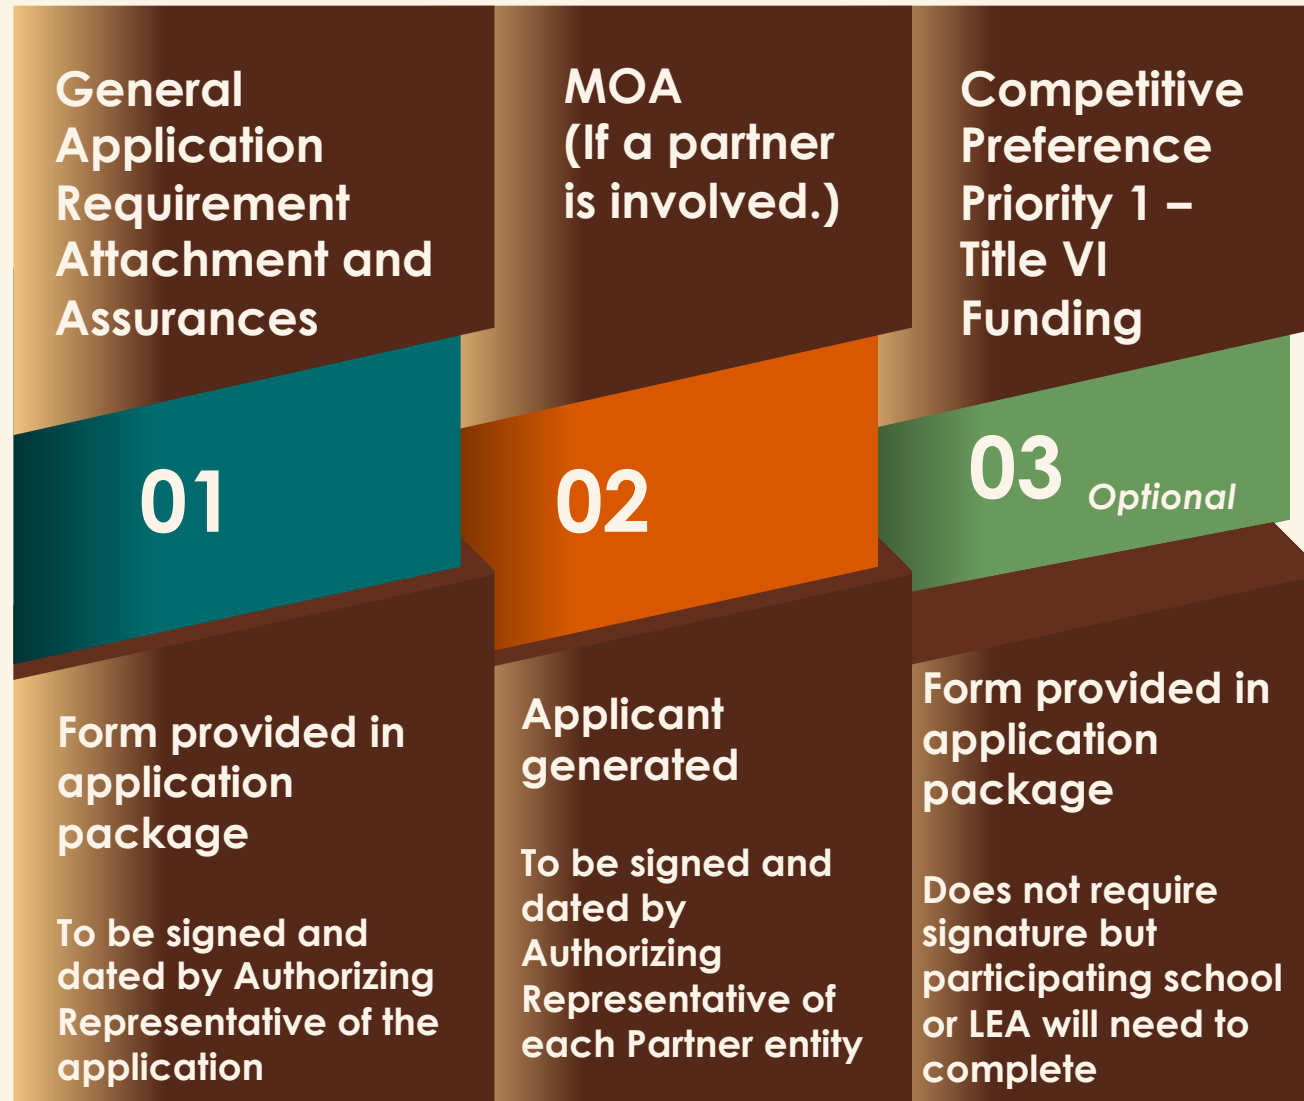 General
Application
Requirement
Attachment and
Assurances
01
Form provided in
application
package
To be signed and
dated by Authorizing
Representative of the
application
MOA
(If a partner
is involved.)
02
Applicant
generated
To be signed and
dated by
Authorizing
Representative of
each Partner entity
Competitive
Preference
Priority 1 –
Title VI
Funding
03 Optional
Form provided in
application
package
Does not require
signature but
participating school
or LEA will need to
complete